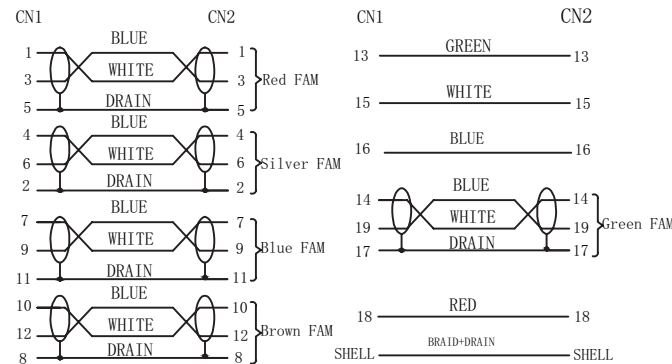 CN1 CN2
BLUE
1 1
WHITE
3 3
Red FAM
DRAIN
5 5
BLUE
4 4
WHITE
6 6
Silver FAM
DRAIN
2 2
BLUE
7 7
WHITE
9 9
Blue FAM
DRAIN
11 11
BLUE
10 10
WHITE
12 12
Brown FAM
DRAIN
8 8
CN1 CN2
GREEN
13 13
WHITE
15 15
BLUE
16 16
BLUE
14 14
WHITE
19 19
Green FAM
DRAIN
17 17
RED
18 18
BRAID+DRAIN
SHELL SHELL